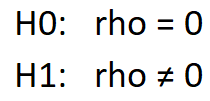 H0: rho = 0
H1: rho ≠ 0